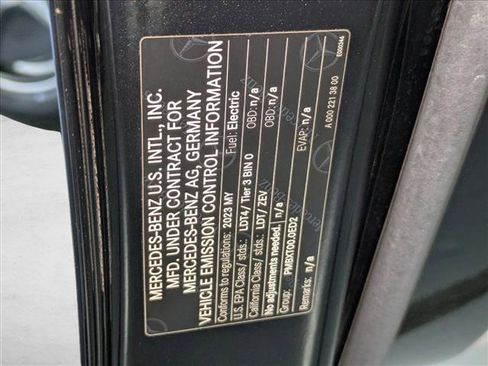 MERCEDES-BENZ U.S. INTL., INC.
MFD. UNDER CONTRACT FOR
MERCEDES-BENZ AG, GERMANY
VEHICLE EMISSION CONTROL INFORMATION
Conforms to regulations: 2023 MY Fuel: Electric
U.S. EPA Class/ stds.: LDT4/ Tier 3 BIN 0 OBD: n/a
California Class/ stds.: LDT/ ZEV OBD: n/a
No adjustments needed. n/a
Group: PMBXT00.0ED2 EVAP: n/a
Remarks: n/a
A 000 221 38 00
E000346